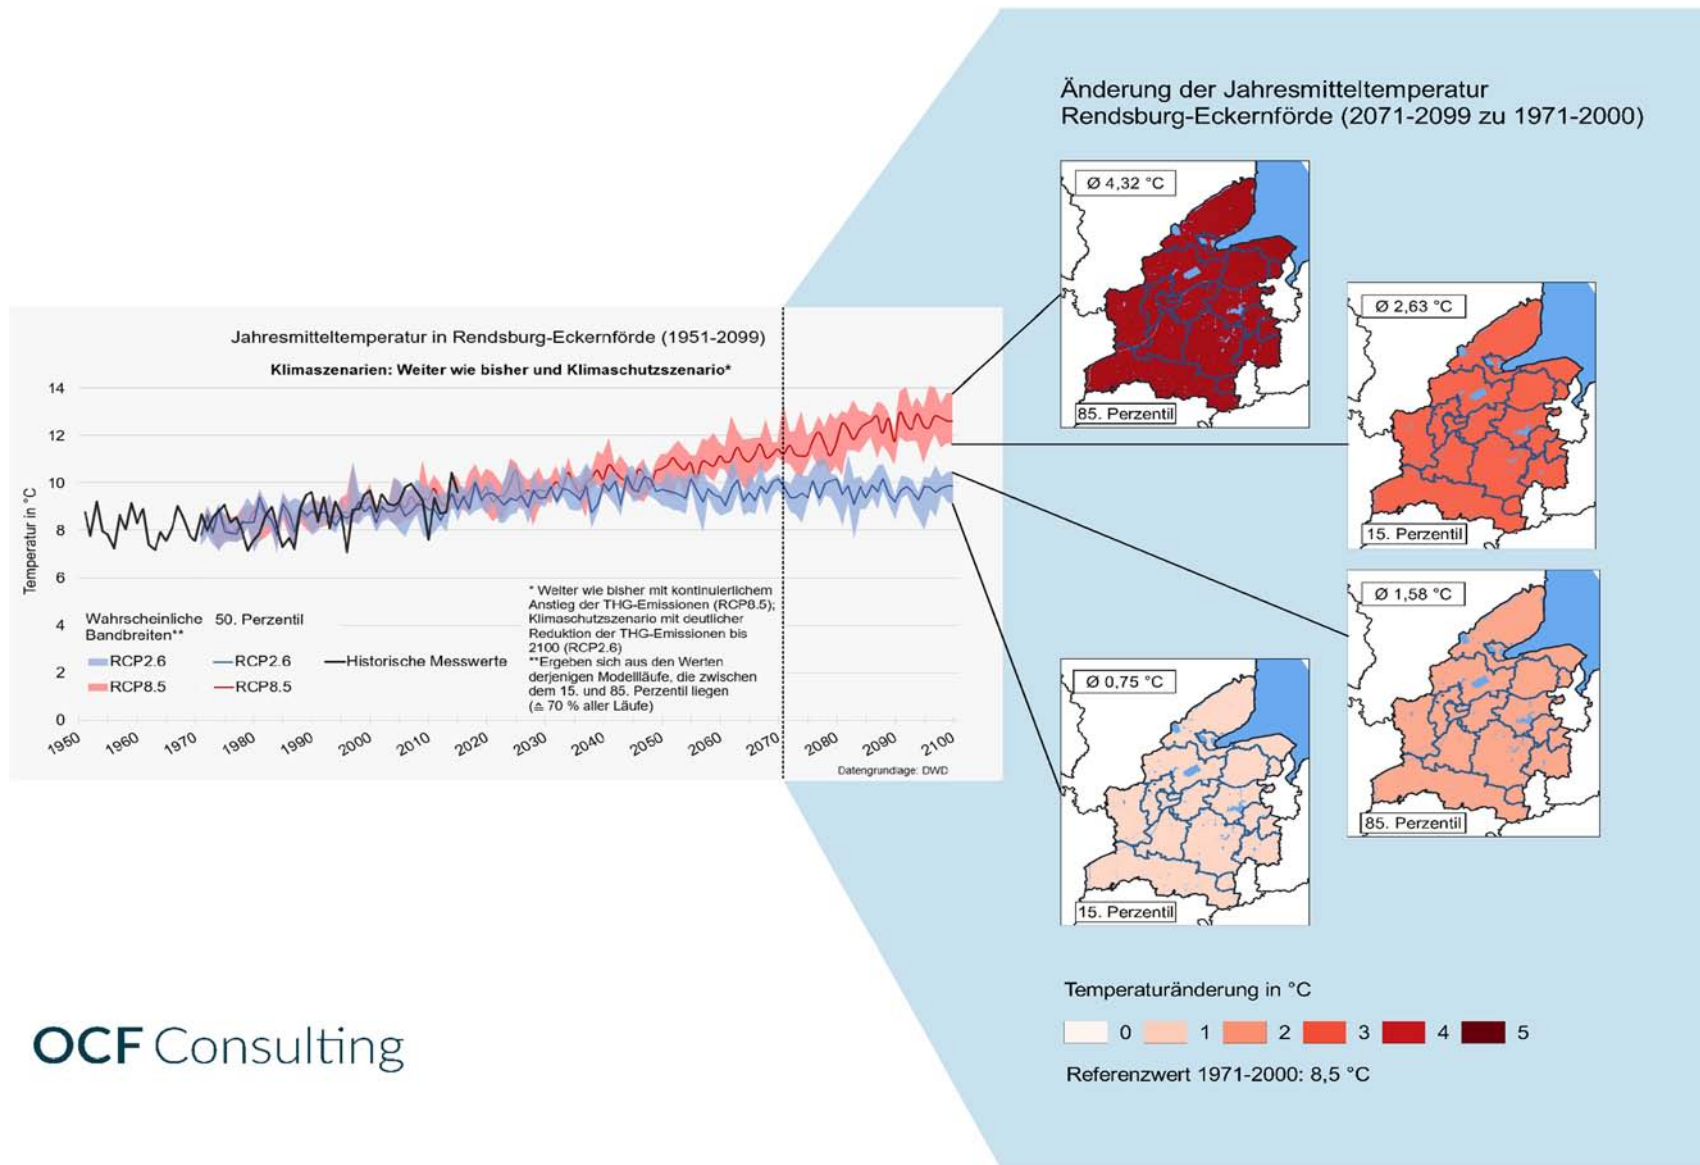 Änderung der Jahresmitteltemperatur
Rendsburg-Eckernförde (2071-2099 zu 1971-2000)
Ø 4,32 °C
85. Perzentil
Ø 2,63 °C
15. Perzentil
Ø 1,58 °C
85. Perzentil
Ø 0,75 °C
15. Perzentil
Jahresmitteltemperatur in Rendsburg-Eckernförde (1951-2099)
Klimaszenarien: Weiter wie bisher und Klimaschutzszenario*
Temperatur in °C
14
12
10
8
6
4
2
0
1950 1960 1970 1980 1990 2000 2010 2020 2030 2040 2050 2060 2070 2080 2090 2100
Wahrscheinliche
Bandbreiten**
50. Perzentil
RCP2.6 RCP2.6 Historische Messwerte
RCP8.5 RCP8.5
* Weiter wie bisher mit kontinuierlichem
Anstieg der THG-Emissionen (RCP8.5);
Klimaschutzszenario mit deutlicher
Reduktion der THG-Emissionen bis
2100 (RCP2.6)
**Ergeben sich aus den Werten
derjenigen Modellläufe, die zwischen
dem 15. und 85. Perzentil liegen
(≙ 70 % aller Läufe)
Datengrundlage: DWD
Temperaturänderung in °C
0 1 2 3 4 5
Referenzwert 1971-2000: 8,5 °C
OCF Consulting